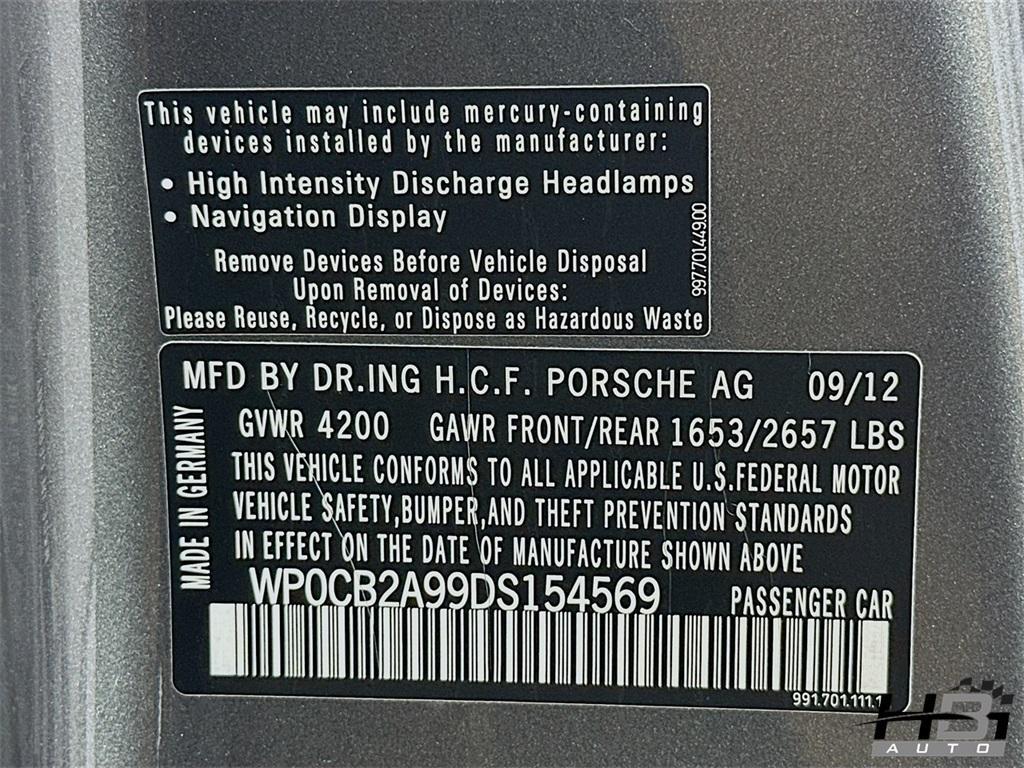 This vehicle may include mercury-containing
devices installed by the manufacturer:
• High Intensity Discharge Headlamps
• Navigation Display
Remove Devices Before Vehicle Disposal
Upon Removal of Devices:
Please Reuse, Recycle, or Dispose as Hazardous Waste
997.701.449.00
MFD BY DR.ING H.C.F. PORSCHE AG 09/12
GVWR 4200 GAWR FRONT/REAR 1653/2657 LBS
THIS VEHICLE CONFORMS TO ALL APPLICABLE U.S.FEDERAL MOTOR
VEHICLE SAFETY,BUMPER,AND THEFT PREVENTION STANDARDS
IN EFFECT ON THE DATE OF MANUFACTURE SHOWN ABOVE
MADE IN GERMANY
WP0CB2A99DS154569 PASSENGER CAR
991.701.111.1
HBI
AUTO